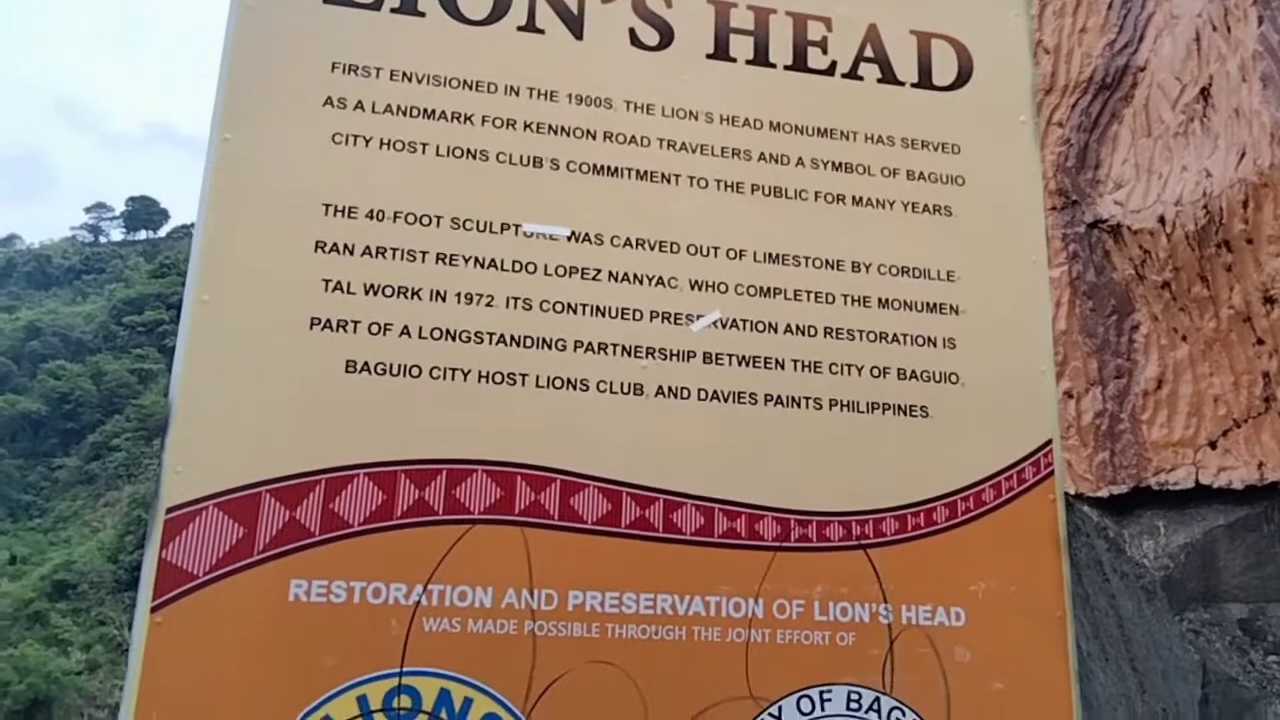 LION'S HEAD
FIRST ENVISIONED IN THE 1900S, THE LION'S HEAD MONUMENT HAS SERVED
AS A LANDMARK FOR KENNON ROAD TRAVELERS AND A SYMBOL OF BAGUIO
CITY HOST LIONS CLUB'S COMMITMENT TO THE PUBLIC FOR MANY YEARS.
THE 40-FOOT SCULPTURE WAS CARVED OUT OF LIMESTONE BY CORDILLE-
RAN ARTIST REYNALDO LOPEZ NANYAC, WHO COMPLETED THE MONUMEN-
TAL WORK IN 1972. ITS CONTINUED PRESERVATION AND RESTORATION IS
PART OF A LONGSTANDING PARTNERSHIP BETWEEN THE CITY OF BAGUIO,
BAGUIO CITY HOST LIONS CLUB, AND DAVIES PAINTS PHILIPPINES.
RESTORATION AND PRESERVATION OF LION'S HEAD
WAS MADE POSSIBLE THROUGH THE JOINT EFFORT OF
LIONS
OF BAG